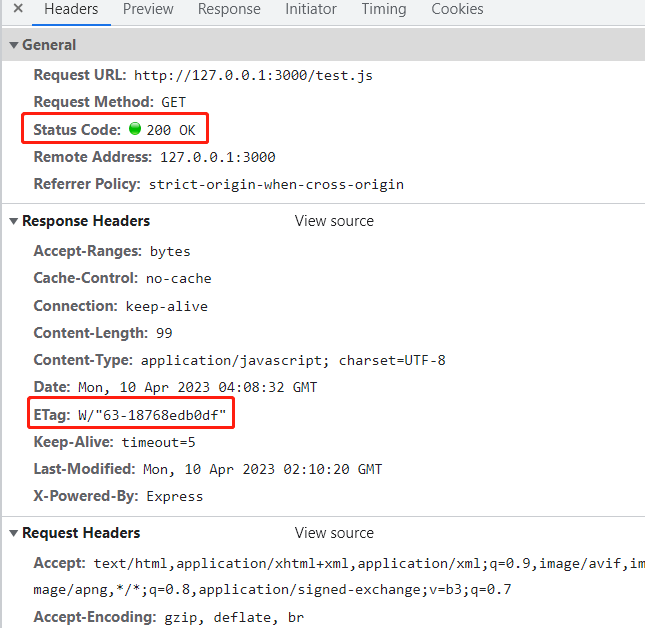 ✕ Headers Preview Response Initiator Timing Cookies
▼ General
Request URL: http://127.0.0.1:3000/test.js
Request Method: GET
Status Code: 200 OK
Remote Address: 127.0.0.1:3000
Referrer Policy: strict-origin-when-cross-origin
▼ Response Headers View source
Accept-Ranges: bytes
Cache-Control: no-cache
Connection: keep-alive
Content-Length: 99
Content-Type: application/javascript; charset=UTF-8
Date: Mon, 10 Apr 2023 04:08:32 GMT
ETag: W/"63-18768edb0df"
Keep-Alive: timeout=5
Last-Modified: Mon, 10 Apr 2023 02:10:20 GMT
X-Powered-By: Express
▼ Request Headers View source
Accept: text/html,application/xhtml+xml,application/xml;q=0.9,image/avif,im
mage/apng,*/*;q=0.8,application/signed-exchange;v=b3;q=0.7
Accept-Encoding: gzip, deflate, br